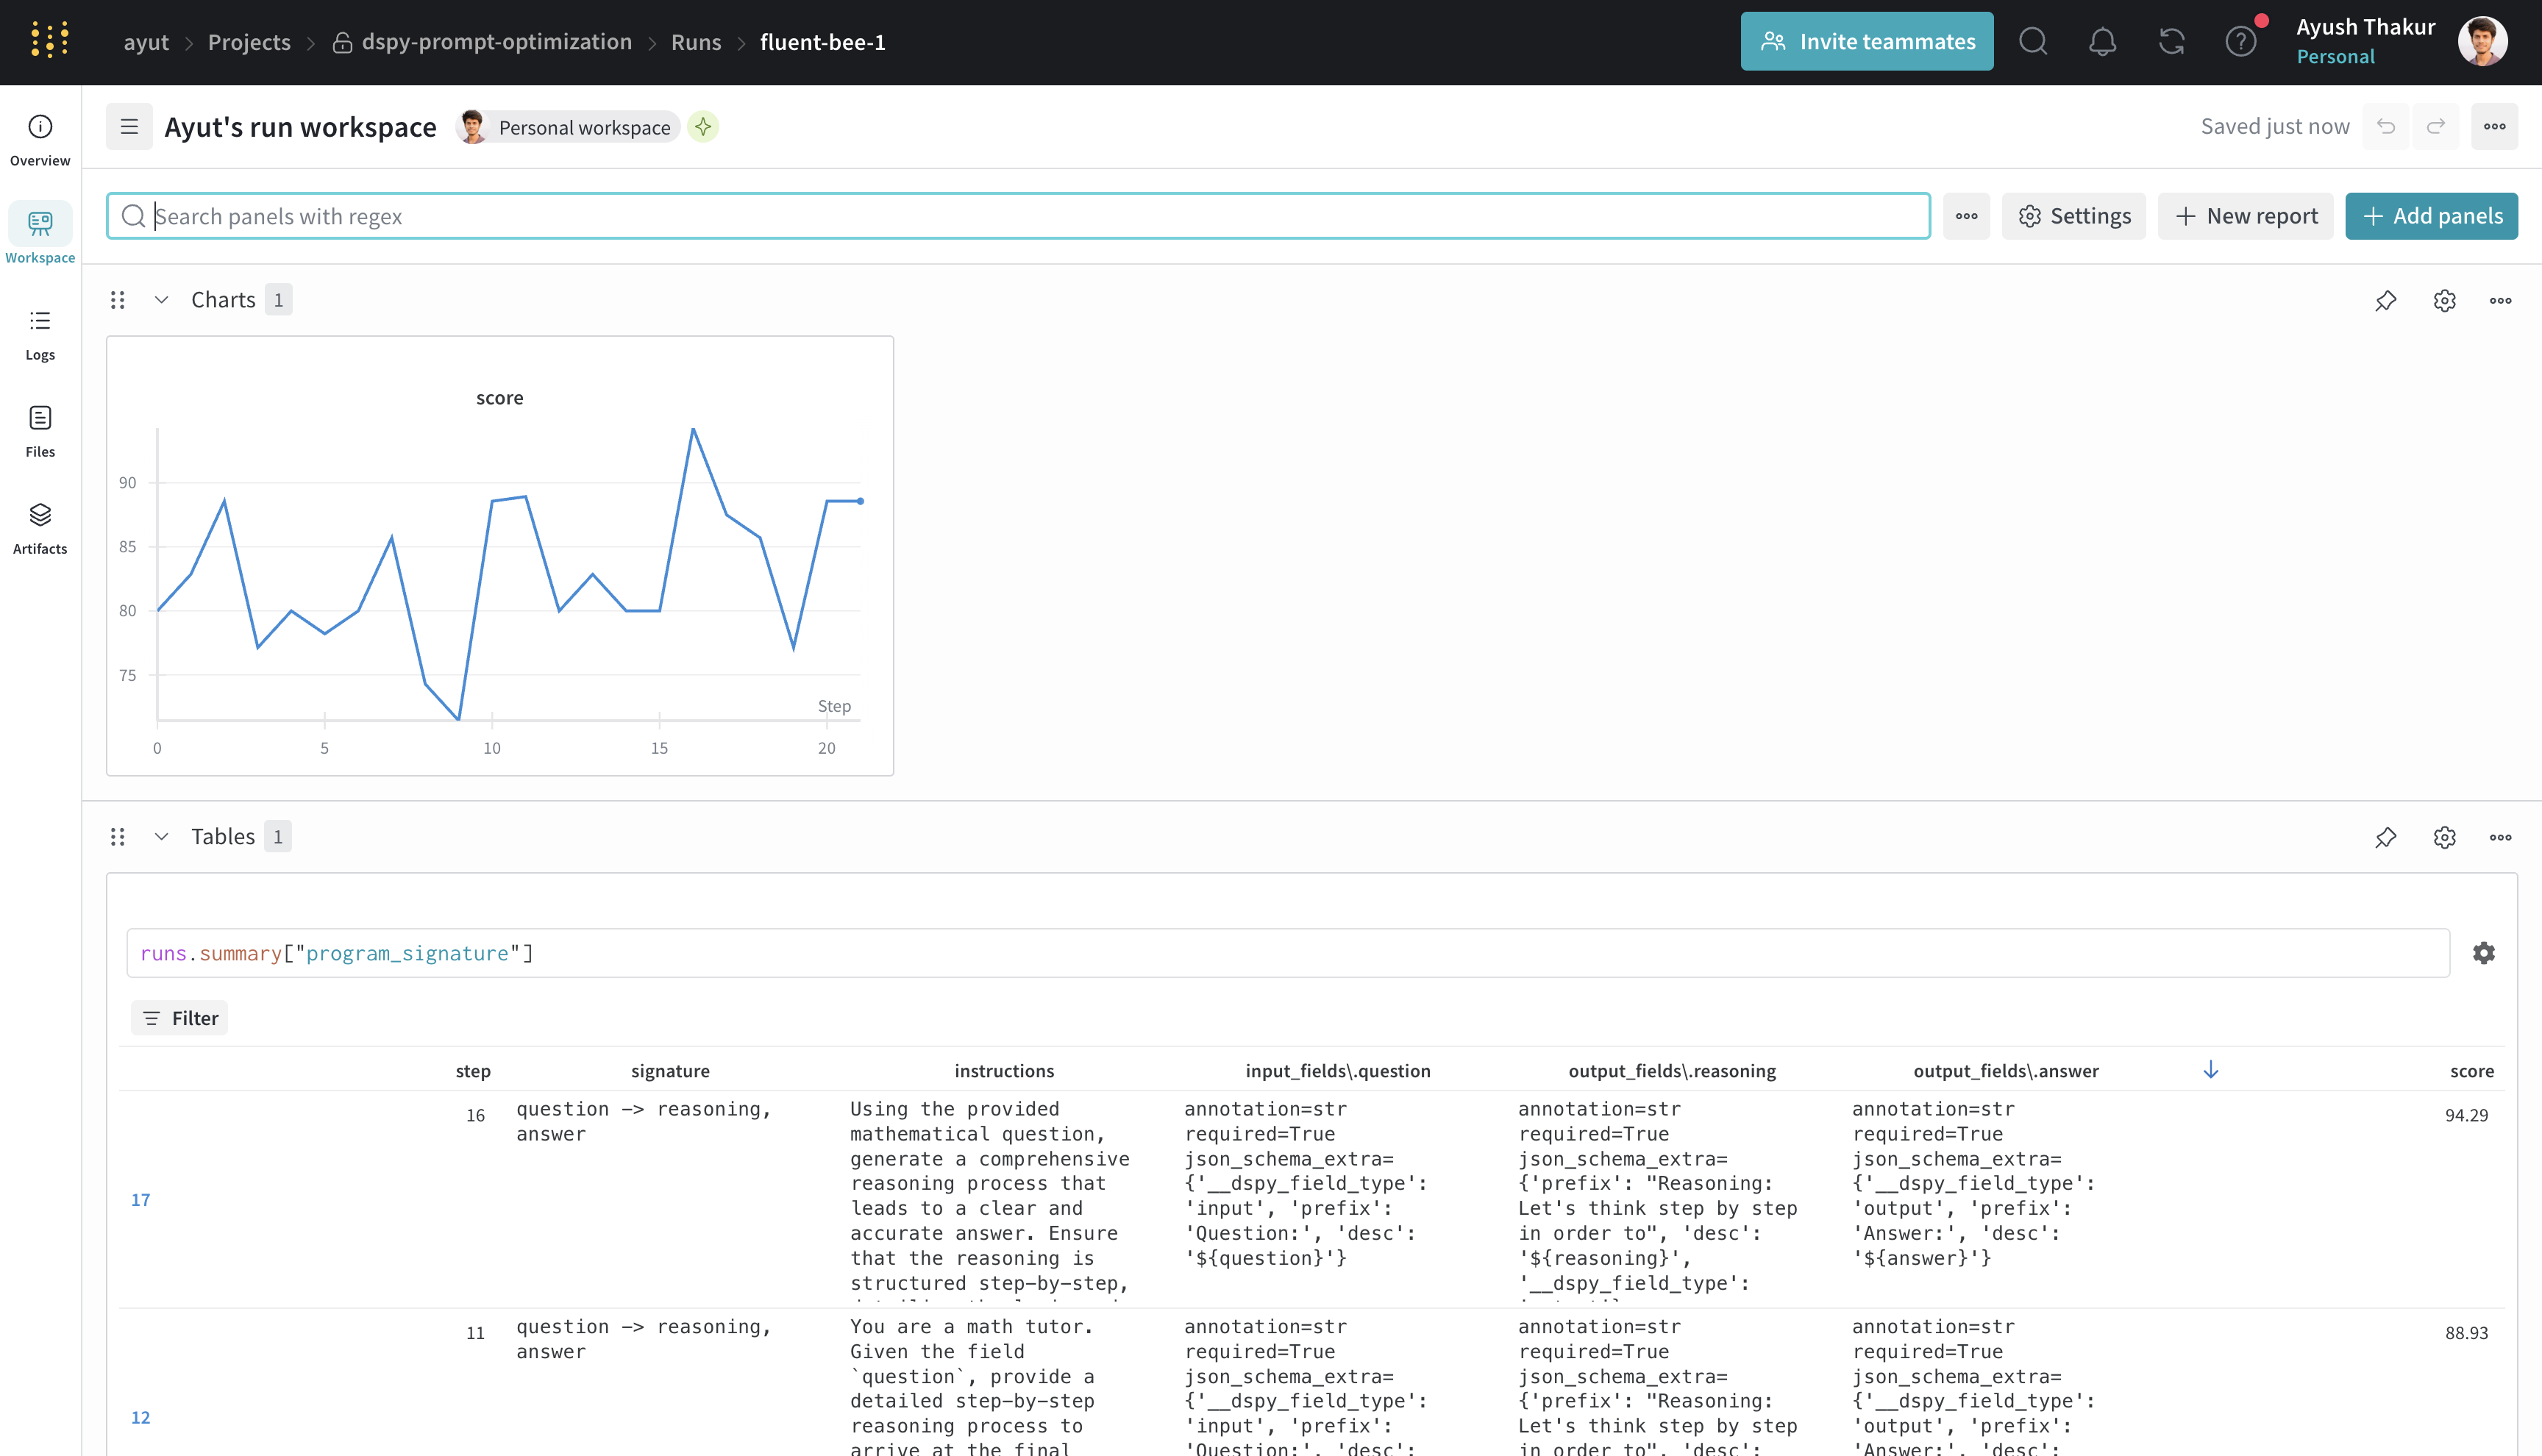 ayut > Projects > dspy-prompt-optimization > Runs > fluent-bee-1
Invite teammates
Ayush Thakur
Personal
Overview
Workspace
Logs
Files
Artifacts
Ayut's run workspace
Personal workspace
Saved just now
Search panels with regex
Settings
New report
Add panels
Charts 1
score
90
85
80
75
Step
0 5 10 15 20
Tables 1
runs.summary["program_signature"]
Filter
step signature instructions input_fields\.question output_fields\.reasoning output_fields\.answer score
17
16
question -> reasoning,
answer
Using the provided
mathematical question,
generate a comprehensive
reasoning process that
leads to a clear and
accurate answer. Ensure
that the reasoning is
structured step-by-step,
annotation=str
required=True
json_schema_extra=
{'__dspy_field_type':
'input', 'prefix':
'Question:', 'desc':
'${question}'}
annotation=str
required=True
json_schema_extra=
{'prefix': "Reasoning:
Let's think step by step
in order to", 'desc':
'${reasoning}',
'__dspy_field_type':
annotation=str
required=True
json_schema_extra=
{'__dspy_field_type':
'output', 'prefix':
'Answer:', 'desc':
'${answer}'}
94.29
12
11
question -> reasoning,
answer
You are a math tutor.
Given the field
`question`, provide a
detailed step-by-step
reasoning process to
arrive at the final
annotation=str
required=True
json_schema_extra=
{'__dspy_field_type':
'input', 'prefix':
'Question:', 'desc':
annotation=str
required=True
json_schema_extra=
{'prefix': "Reasoning:
Let's think step by step
in order to", 'desc':
annotation=str
required=True
json_schema_extra=
{'__dspy_field_type':
'output', 'prefix':
'Answer:', 'desc':
88.93